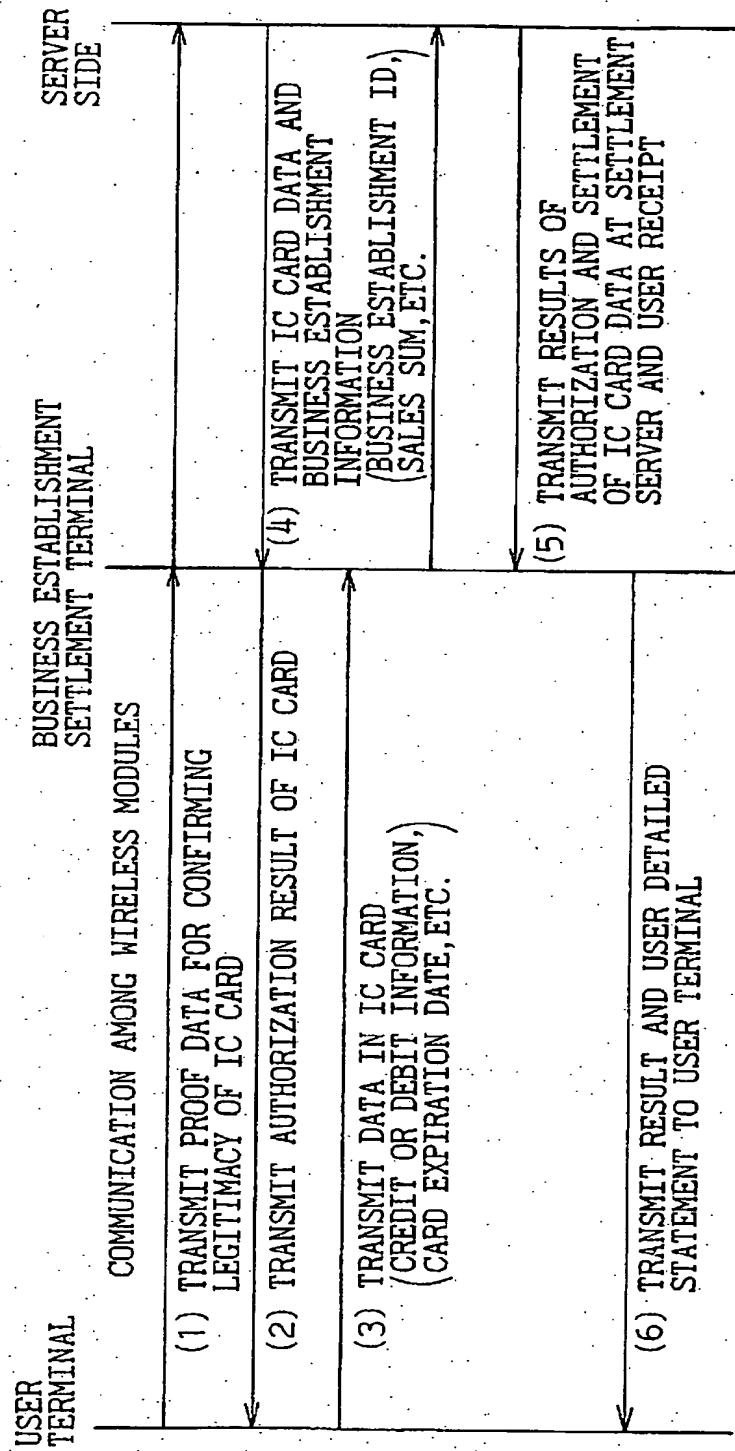 USER
TERMINAL
BUSINESS ESTABLISHMENT
SETTLEMENT TERMINAL
SERVER
SIDE
COMMUNICATION AMONG WIRELESS MODULES
(1) TRANSMIT PROOF DATA FOR CONFIRMING
LEGITIMACY OF IC CARD
(2) TRANSMIT AUTHORIZATION RESULT OF IC CARD
(3) TRANSMIT DATA IN IC CARD
(CREDIT OR DEBIT INFORMATION,
CARD EXPIRATION DATE,ETC.)
(4) TRANSMIT IC CARD DATA AND
BUSINESS ESTABLISHMENT
INFORMATION
(BUSINESS ESTABLISHMENT ID,
SALES SUM,ETC.)
(5) TRANSMIT RESULTS OF
AUTHORIZATION AND SETTLEMENT
OF IC CARD DATA AT SETTLEMENT
SERVER AND USER RECEIPT
(6) TRANSMIT RESULT AND USER DETAILED
STATEMENT TO USER TERMINAL